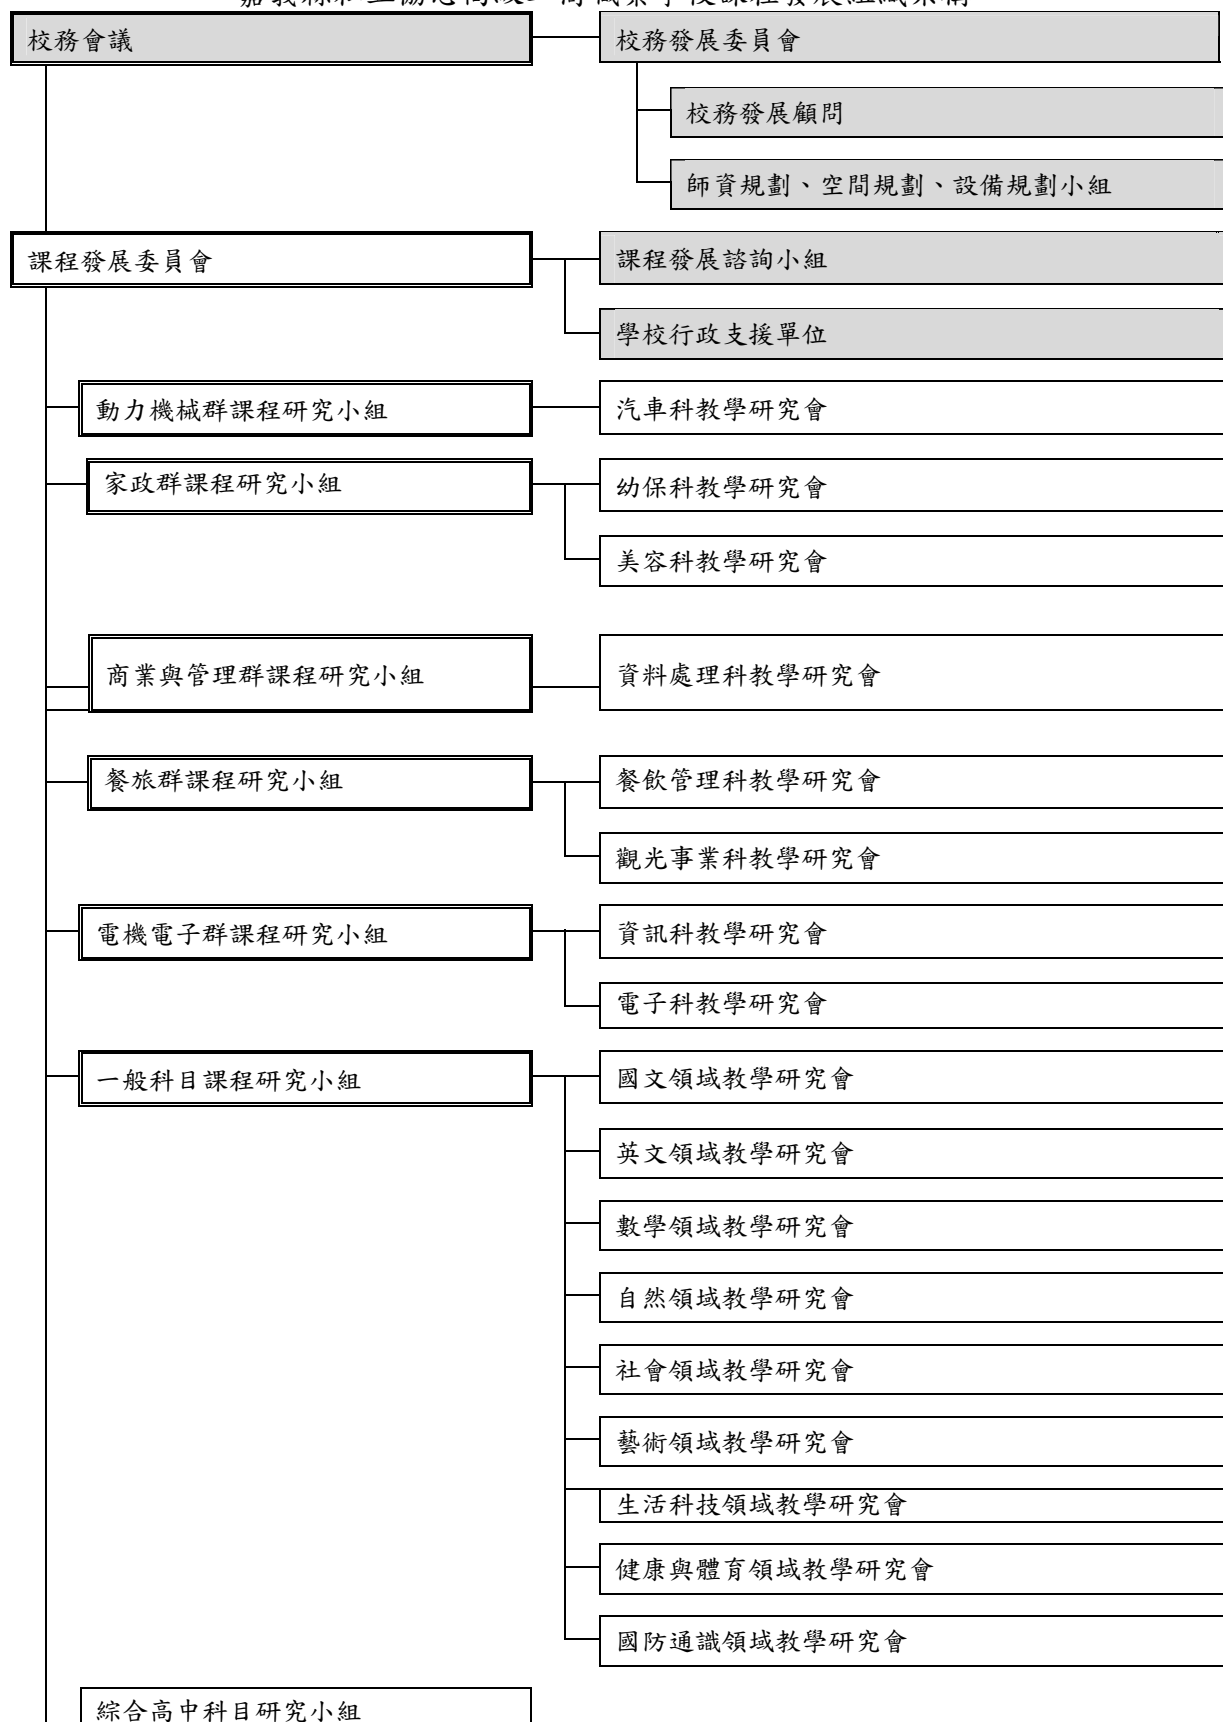 校務會議
校務發展委員會
校務發展顧問
師資規劃、空間規劃、設備規劃小組
課程發展委員會
課程發展諮詢小組
學校行政支援單位
動力機械群課程研究小組
汽車科教學研究會
家政群課程研究小組
幼保科教學研究會
美容科教學研究會
商業與管理群課程研究小組
資料處理科教學研究會
餐旅群課程研究小組
餐飲管理科教學研究會
觀光事業科教學研究會
電機電子群課程研究小組
資訊科教學研究會
電子科教學研究會
一般科目課程研究小組
國文領域教學研究會
英文領域教學研究會
數學領域教學研究會
自然領域教學研究會
社會領域教學研究會
藝術領域教學研究會
生活科技領域教學研究會
健康與體育領域教學研究會
國防通識領域教學研究會
綜合高中科目研究小組